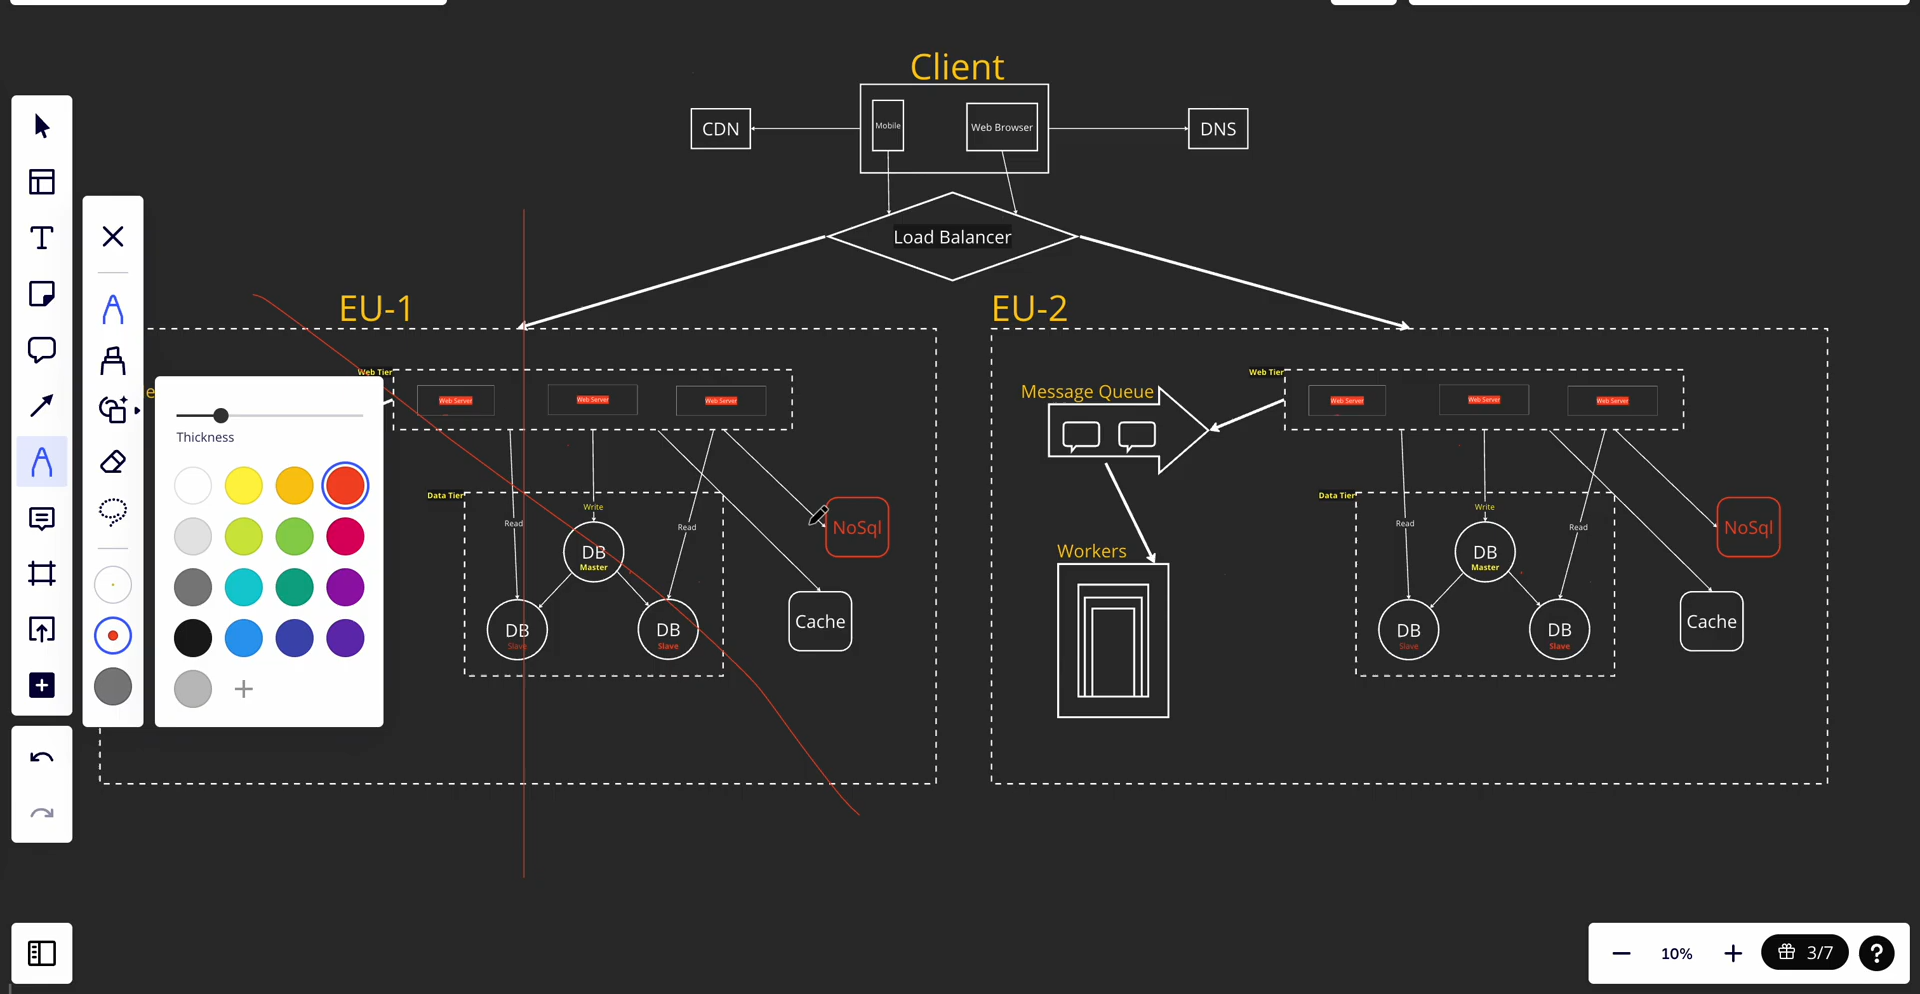 Client
CDN
Mobile
Web Browser
DNS
Load Balancer
EU-1
EU-2
Web Tier
Web Server
Web Server
Web Server
e
Message Queue
Web Tier
Web Server
Web Server
Web Server
Thickness
Data Tier
Write
Read
Read
DB
Master
NoSql
DB
Slave
DB
Slave
Cache
Workers
Data Tier
Write
Read
Read
DB
Master
NoSql
DB
Slave
DB
Slave
Cache
T
10%
3/7
?